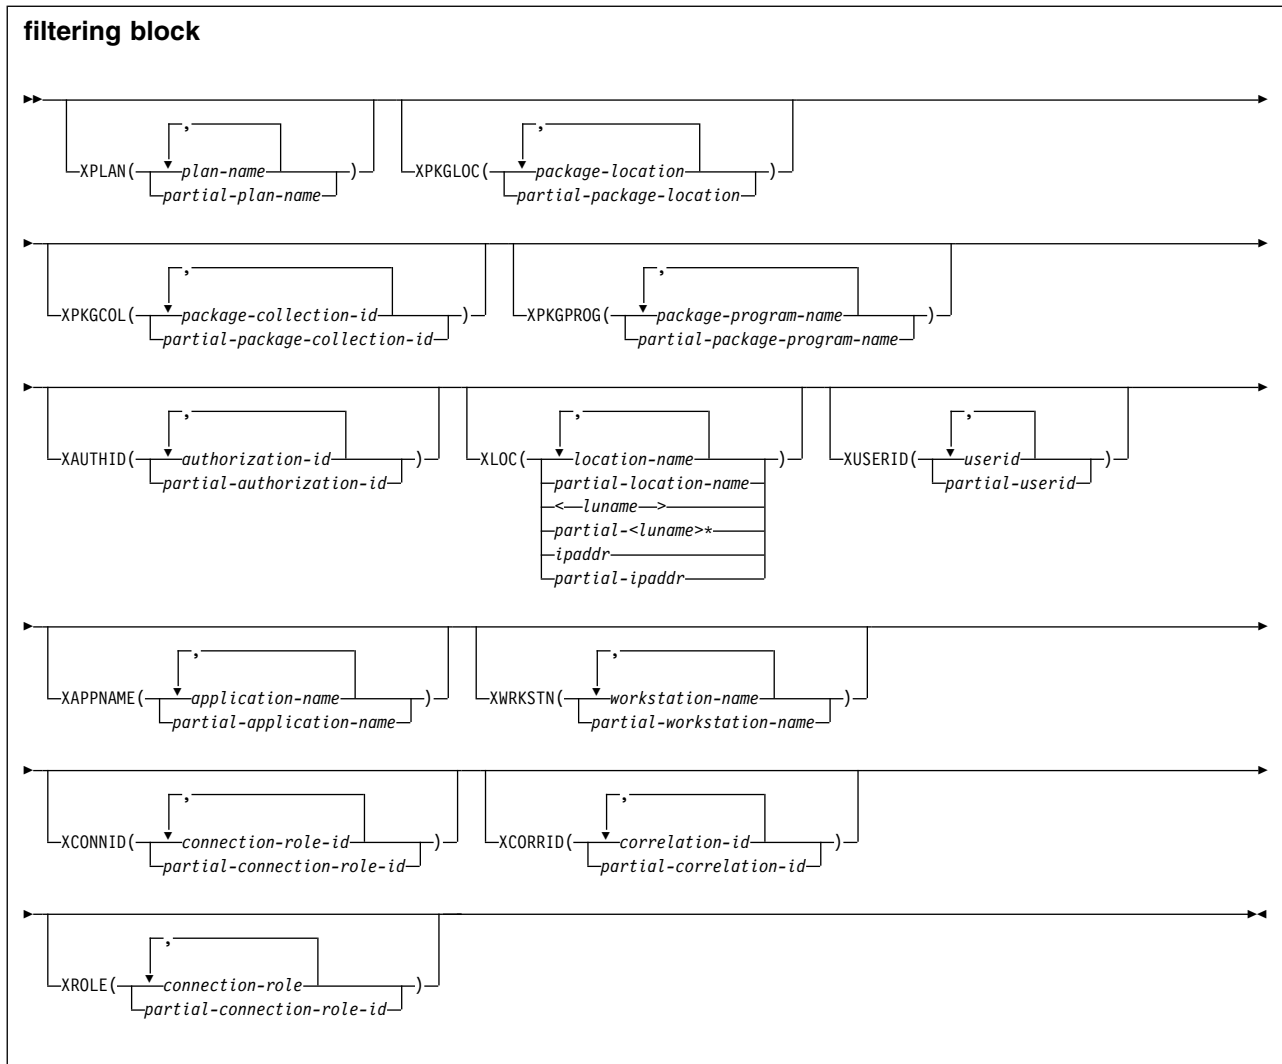 filtering block
,
,
XPLAN( plan-name ) XPKGLOC( package-location )
partial-plan-name partial-package-location
,
,
XPKGCOL( package-collection-id ) XPKGPROG( package-program-name )
partial-package-collection-id partial-package-program-name
,
,
,
XAUTHID( authorization-id ) XLOC( location-name ) XUSERID( userid )
partial-authorization-id partial-location-name partial-userid
< luname >
partial-<luname>*
ipaddr
partial-ipaddr
,
,
XAPPNAME( application-name ) XWRKSTN( workstation-name )
partial-application-name partial-workstation-name
,
,
XCONNID( connection-role-id ) XCORRID( correlation-id )
partial-connection-role-id partial-correlation-id
,
XROLE( connection-role )
partial-connection-role-id